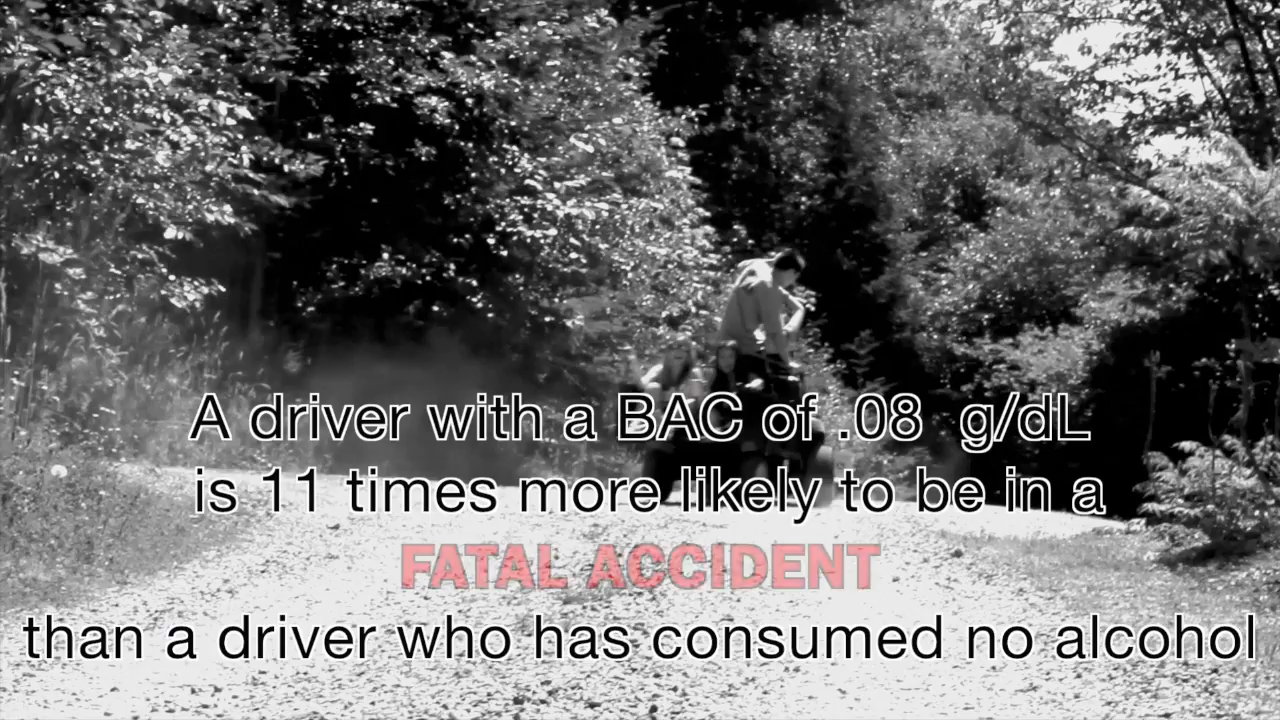 A driver with a BAC of .08 g/dL
is 11 times more likely to be in a
FATAL ACCIDENT
than a driver who has consumed no alcohol